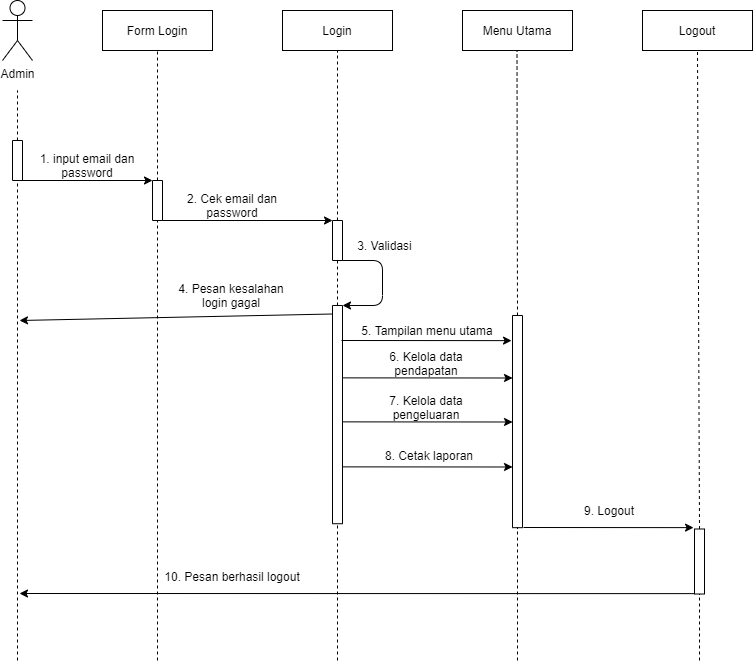 Form Login
Login
Menu Utama
Logout
Admin
1. input email dan
password
2. Cek email dan
password
3. Validasi
4. Pesan kesalahan
login gagal
5. Tampilan menu utama
6. Kelola data
pendapatan
7. Kelola data
pengeluaran
8. Cetak laporan
9. Logout
10. Pesan berhasil logout